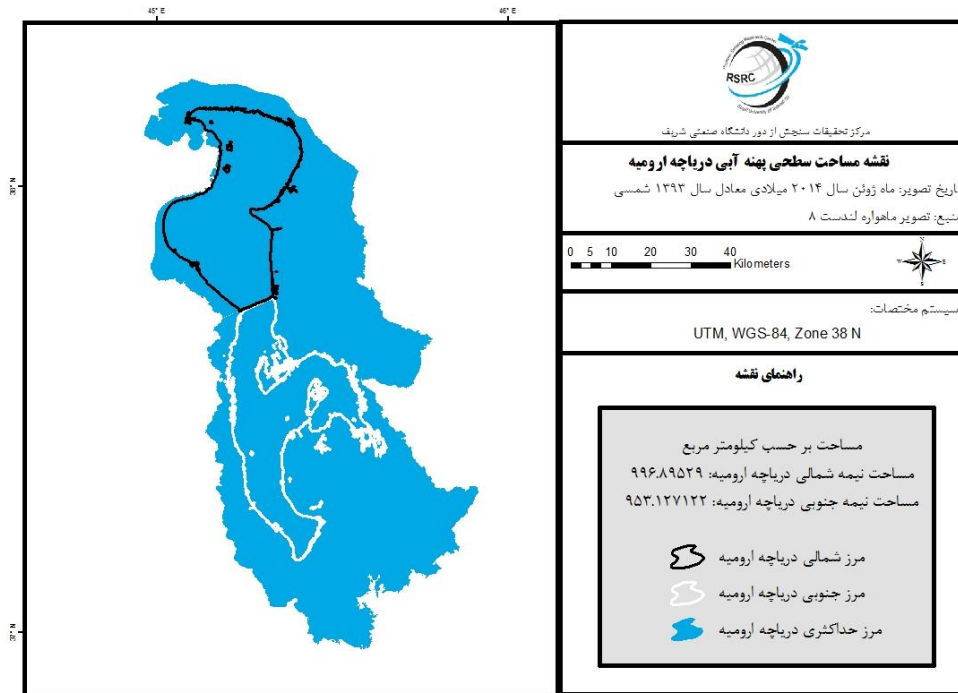 45° E
46° E
38° N
37° N
RSRC
مرکز تحقیقات سنجش از دور دانشگاه صنعتی شریف
نقشه مساحت سطحی پهنه آبی دریاچه ارومیه
تاریخ تصویر: ماه ژوئن سال ۲۰۱۴ میلادی معادل سال ۱۳۹۳ شمسی
منبع: تصویر ماهواره لندست ۸
0 5 10 20 30 40
Kilometers
N
W E
S
سیستم مختصات:
UTM, WGS-84, Zone 38 N
راهنمای نقشه
مساحت بر حسب کیلومتر مربع
مساحت نیمه شمالی دریاچه ارومیه: ۹۹۶.۸۹۵۲۹
مساحت نیمه جنوبی دریاچه ارومیه: ۹۵۳.۱۲۷۱۲۲
مرز شمالی دریاچه ارومیه
مرز جنوبی دریاچه ارومیه
مرز حداکثری دریاچه ارومیه